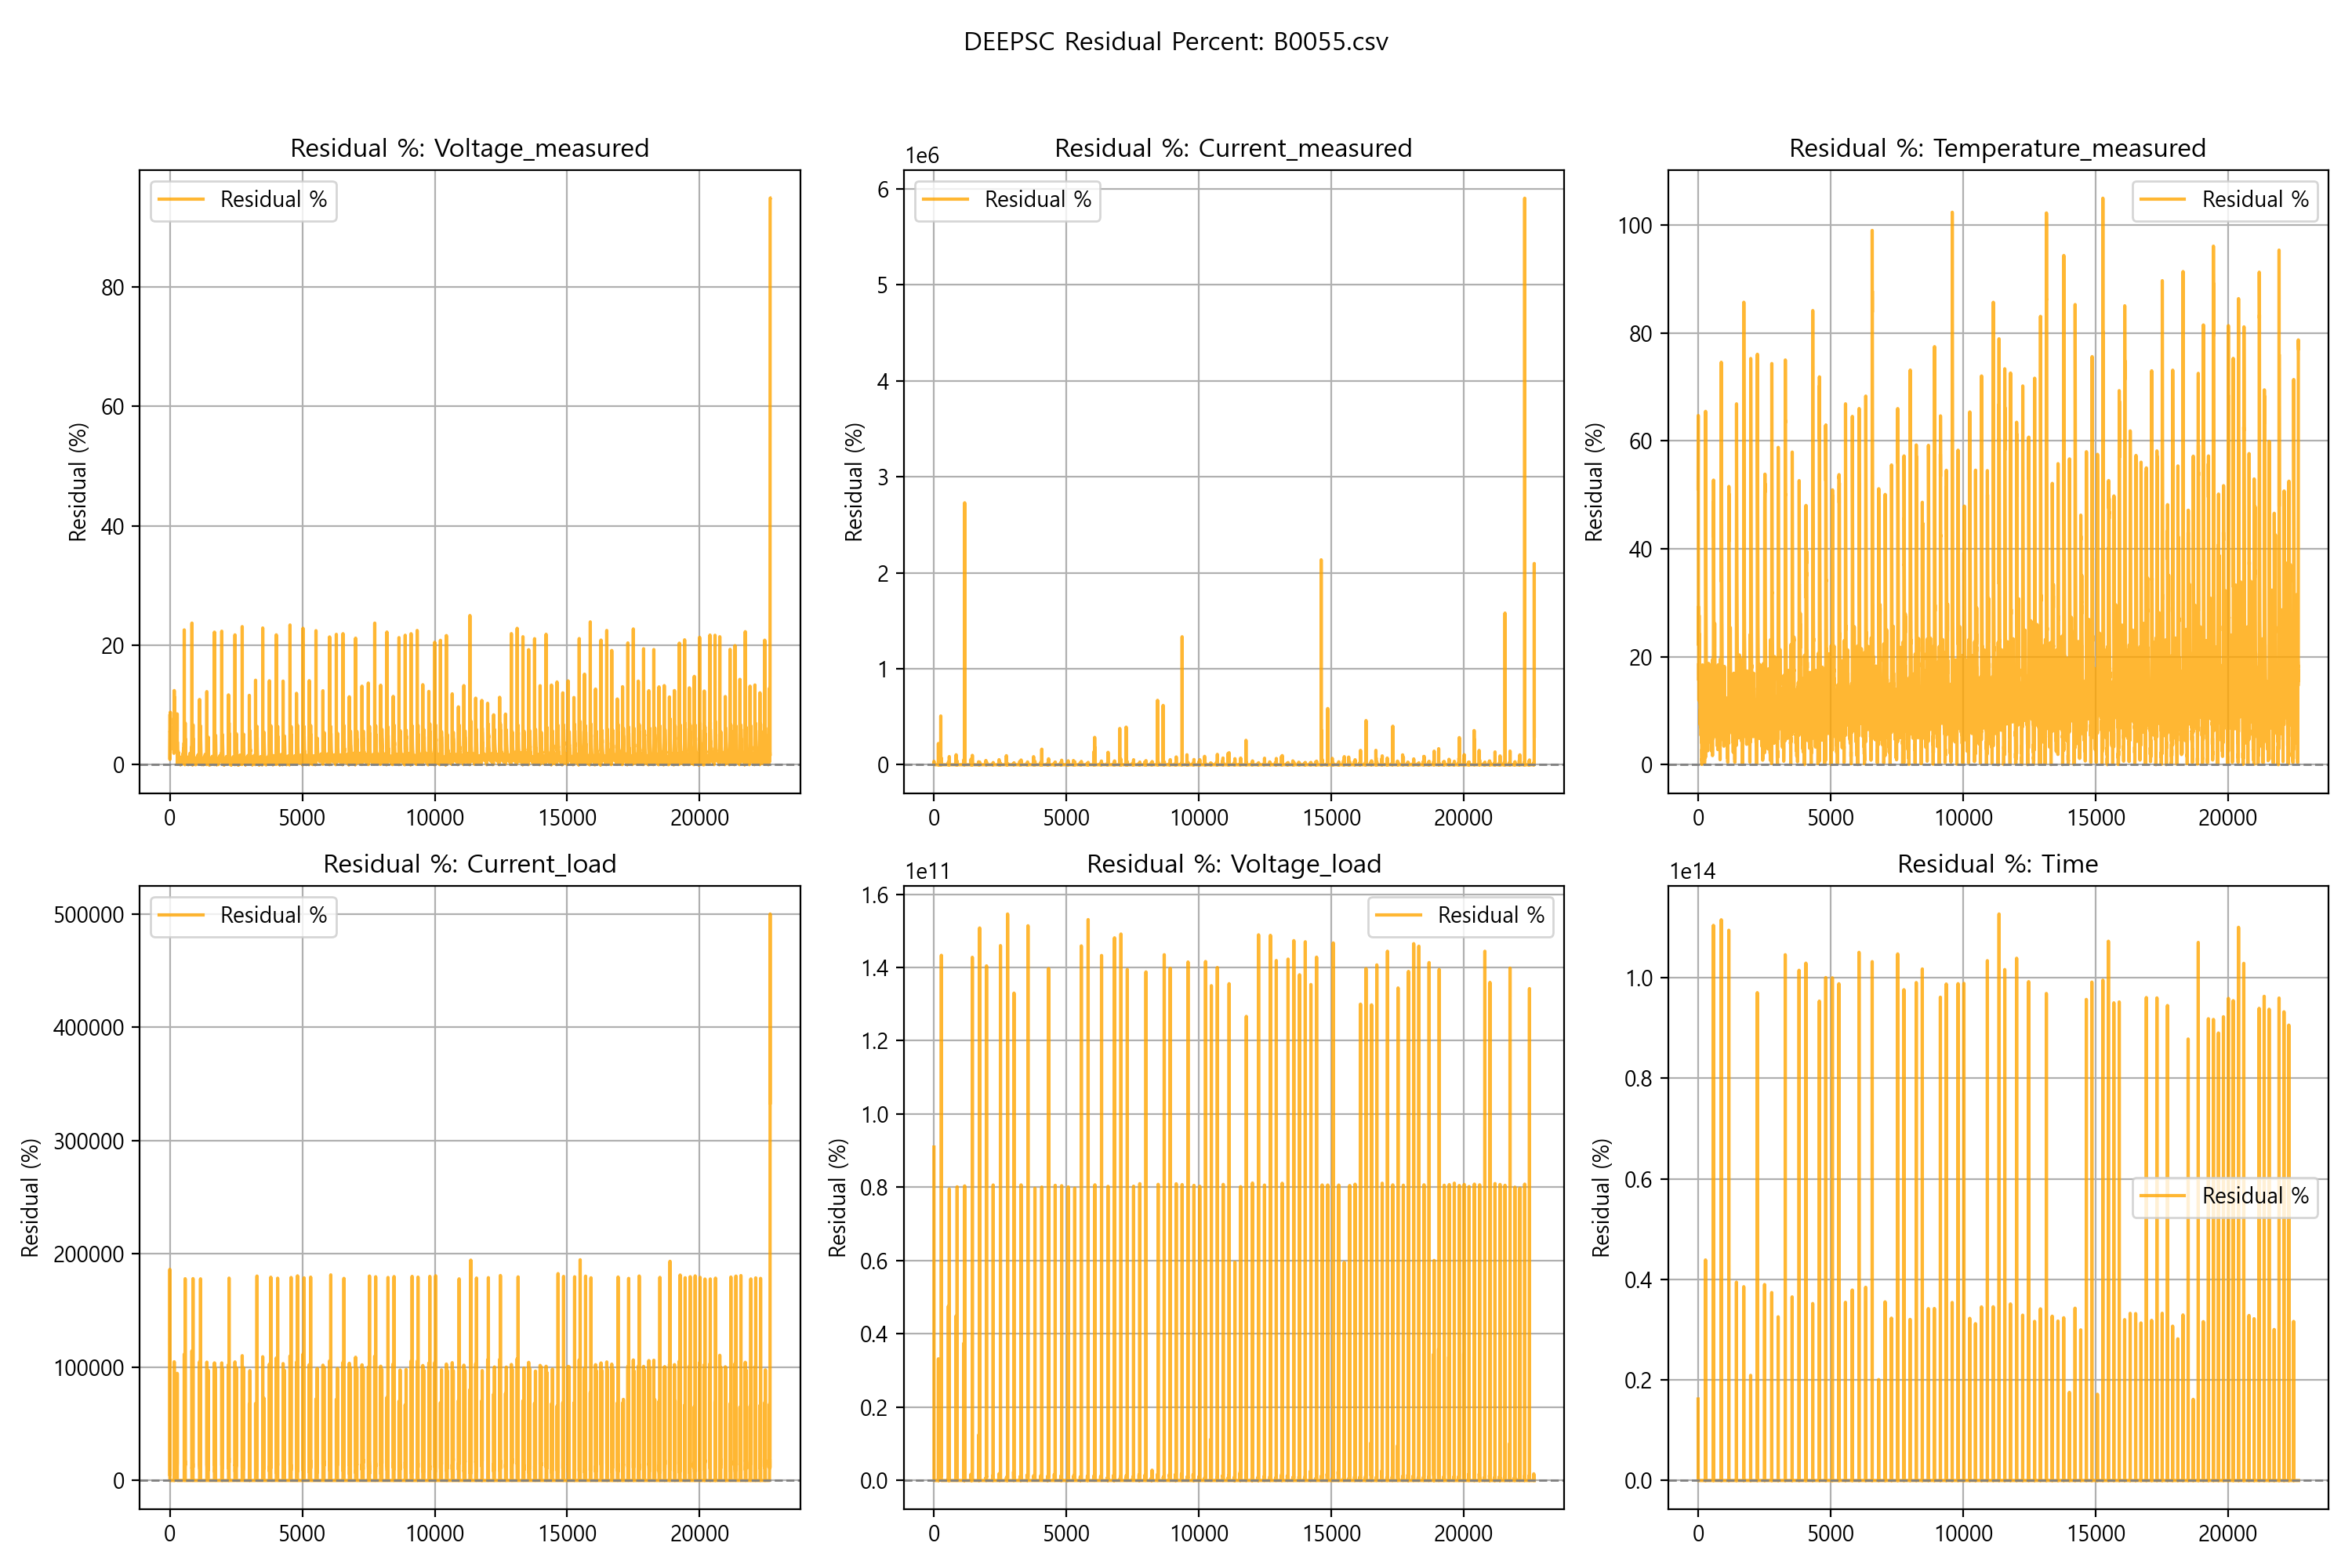 DEEPSC Residual Percent: B0055.csv
Residual %: Voltage_measured
Residual %
Residual (%)
80
60
40
20
0
0 5000 10000 15000 20000
Residual %: Current_measured
1e6
Residual %
Residual (%)
6
5
4
3
2
1
0
0 5000 10000 15000 20000
Residual %: Temperature_measured
Residual %
Residual (%)
100
80
60
40
20
0
0 5000 10000 15000 20000
Residual %: Current_load
Residual %
Residual (%)
500000
400000
300000
200000
100000
0
0 5000 10000 15000 20000
Residual %: Voltage_load
1e11
Residual %
Residual (%)
1.6
1.4
1.2
1.0
0.8
0.6
0.4
0.2
0.0
0 5000 10000 15000 20000
Residual %: Time
1e14
Residual %
Residual (%)
1.0
0.8
0.6
0.4
0.2
0.0
0 5000 10000 15000 20000